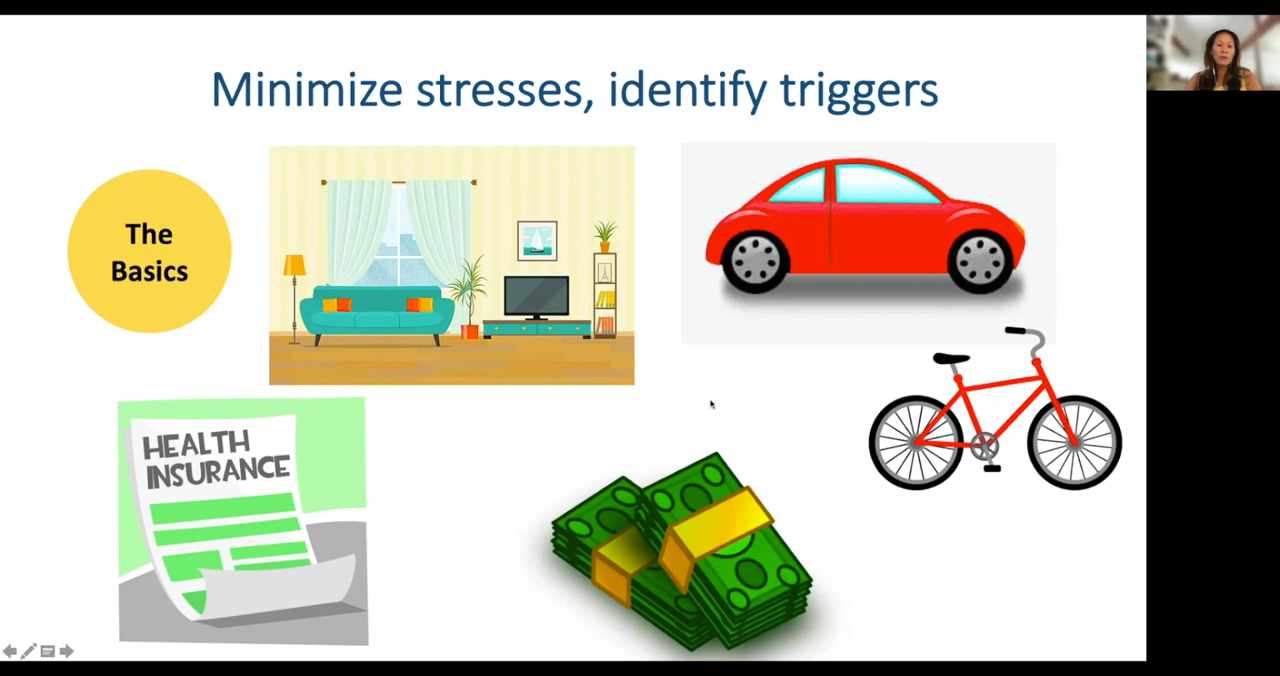 Minimize stresses, identify triggers
The
Basics
HEALTH
INSURANCE